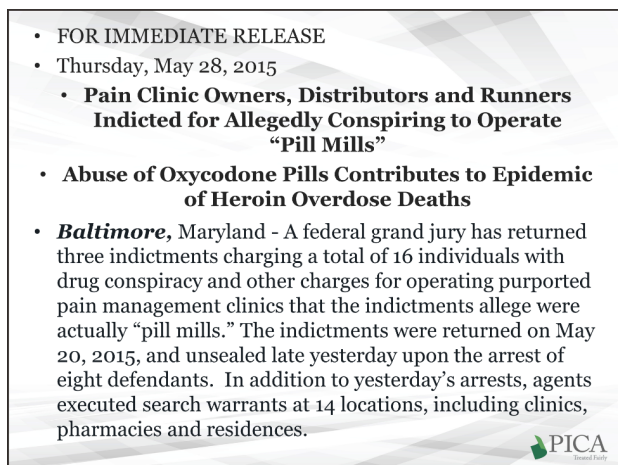 • FOR IMMEDIATE RELEASE
• Thursday, May 28, 2015
• Pain Clinic Owners, Distributors and Runners
Indicted for Allegedly Conspiring to Operate
“Pill Mills”
• Abuse of Oxycodone Pills Contributes to Epidemic
of Heroin Overdose Deaths
• Baltimore, Maryland - A federal grand jury has returned
three indictments charging a total of 16 individuals with
drug conspiracy and other charges for operating purported
pain management clinics that the indictments allege were
actually “pill mills.” The indictments were returned on May
20, 2015, and unsealed late yesterday upon the arrest of
eight defendants.  In addition to yesterday’s arrests, agents
executed search warrants at 14 locations, including clinics,
pharmacies and residences.
PICA
Treated Fairly